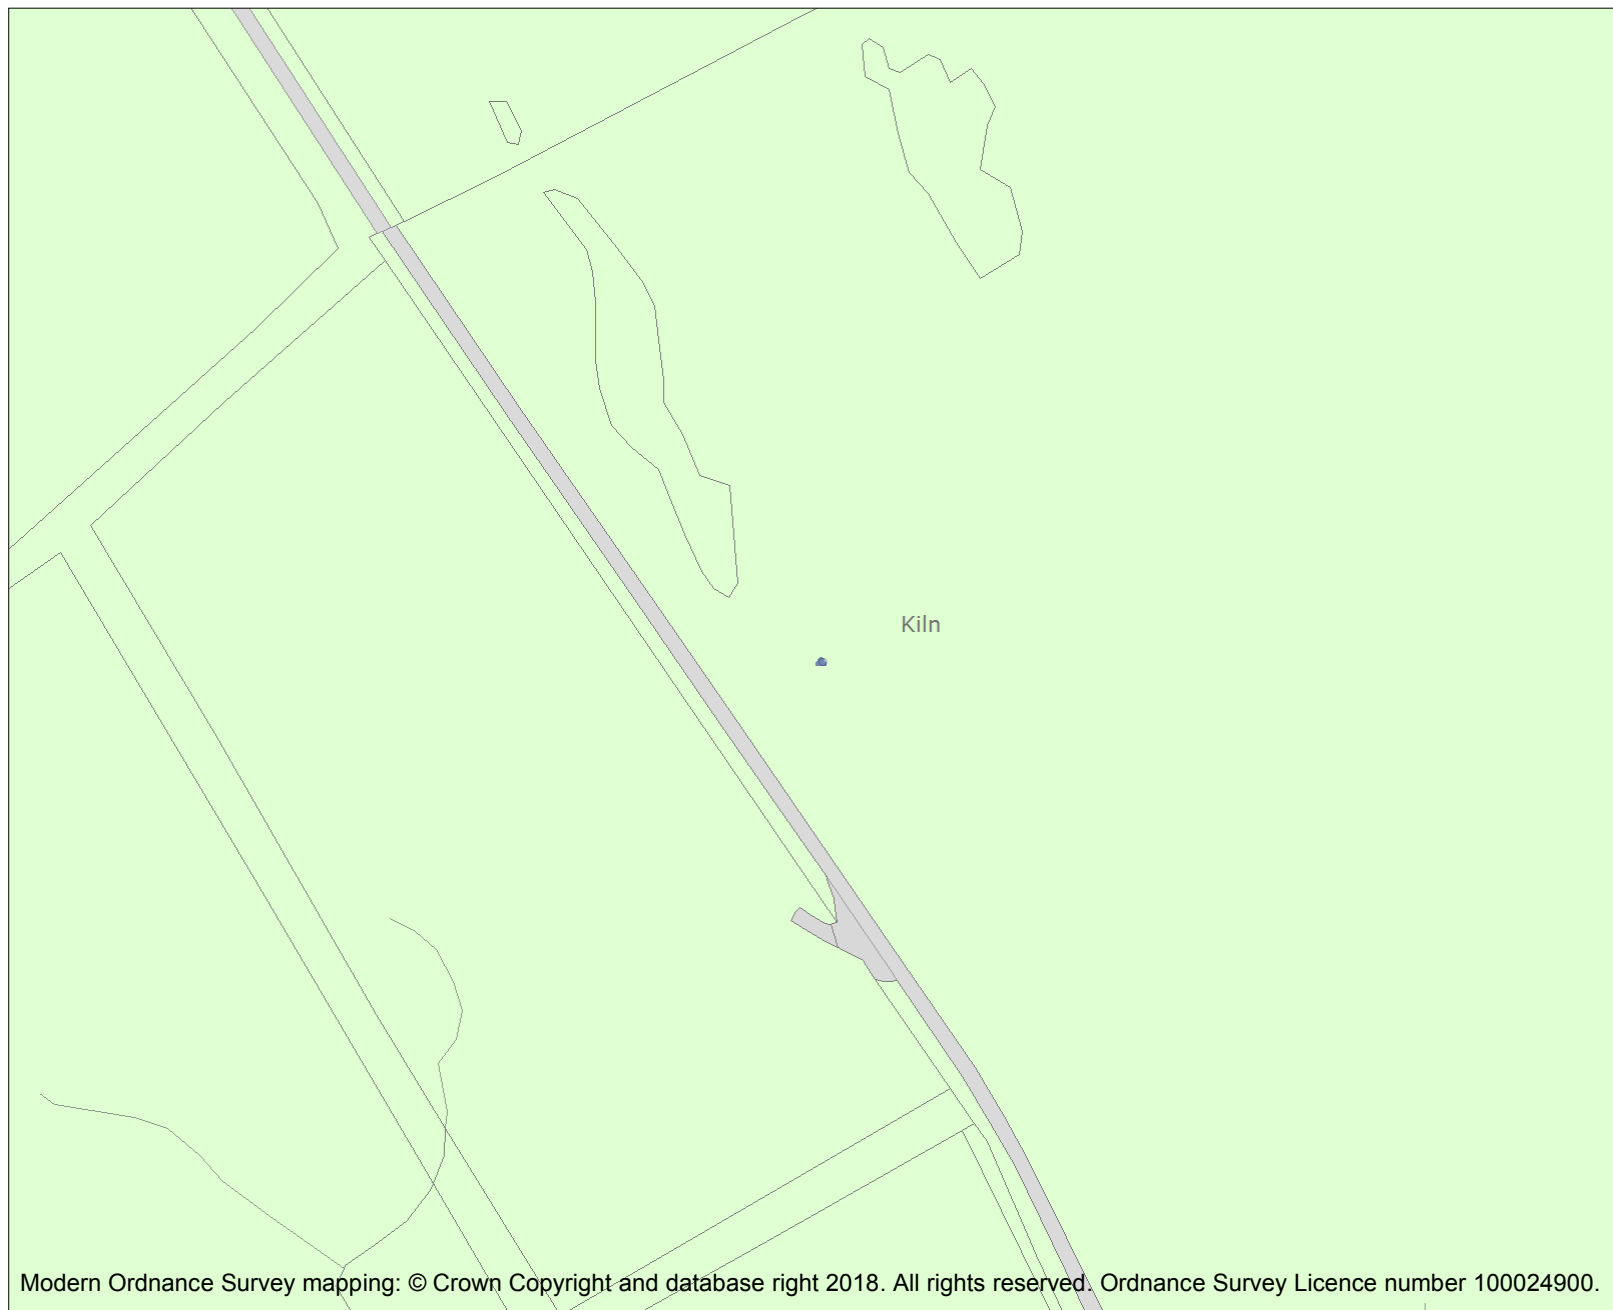 Kiln
Modern Ordnance Survey mapping: © Crown Copyright and database right 2018. All rights reserved. Ordnance Survey Licence number 100024900.